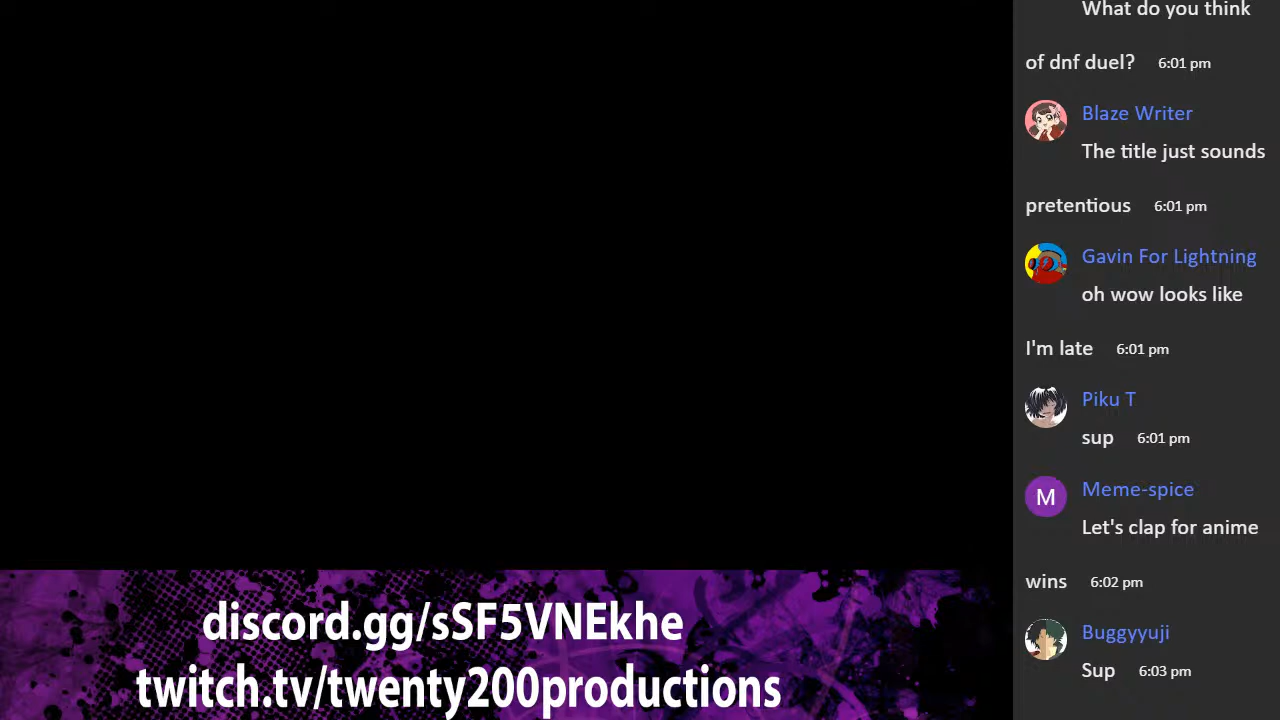 What do you think
of dnf duel? 6:01 pm
Blaze Writer
The title just sounds
pretentious 6:01 pm
Gavin For Lightning
oh wow looks like
I'm late 6:01 pm
Piku T
sup 6:01 pm
M
Meme-spice
Let's clap for anime
wins 6:02 pm
Buggyyuji
Sup 6:03 pm
discord.gg/sSF5VNEkhe
twitch.tv/twenty200productions